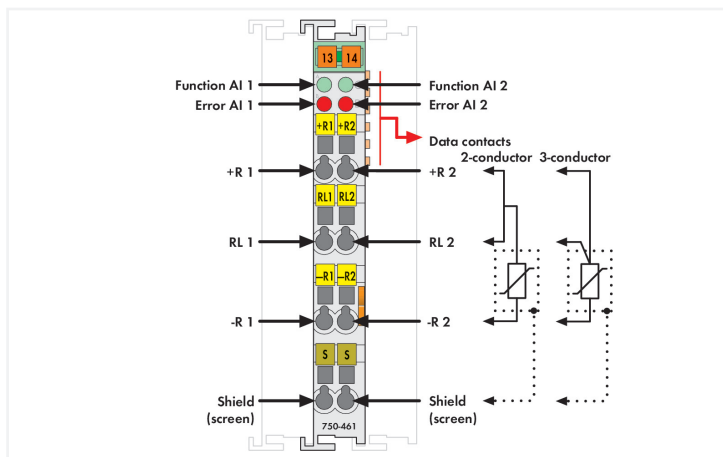 13 14
Function AI 1
Function AI 2
Error AI 1
Error AI 2
+R1 +R2
Data contacts
2-conductor 3-conductor
+R 1
+R 2
RL1 RL2
RL 1
RL 2
–R1 –R2
-R 1
-R 2
S S
Shield
(screen)
Shield
(screen)
750-461